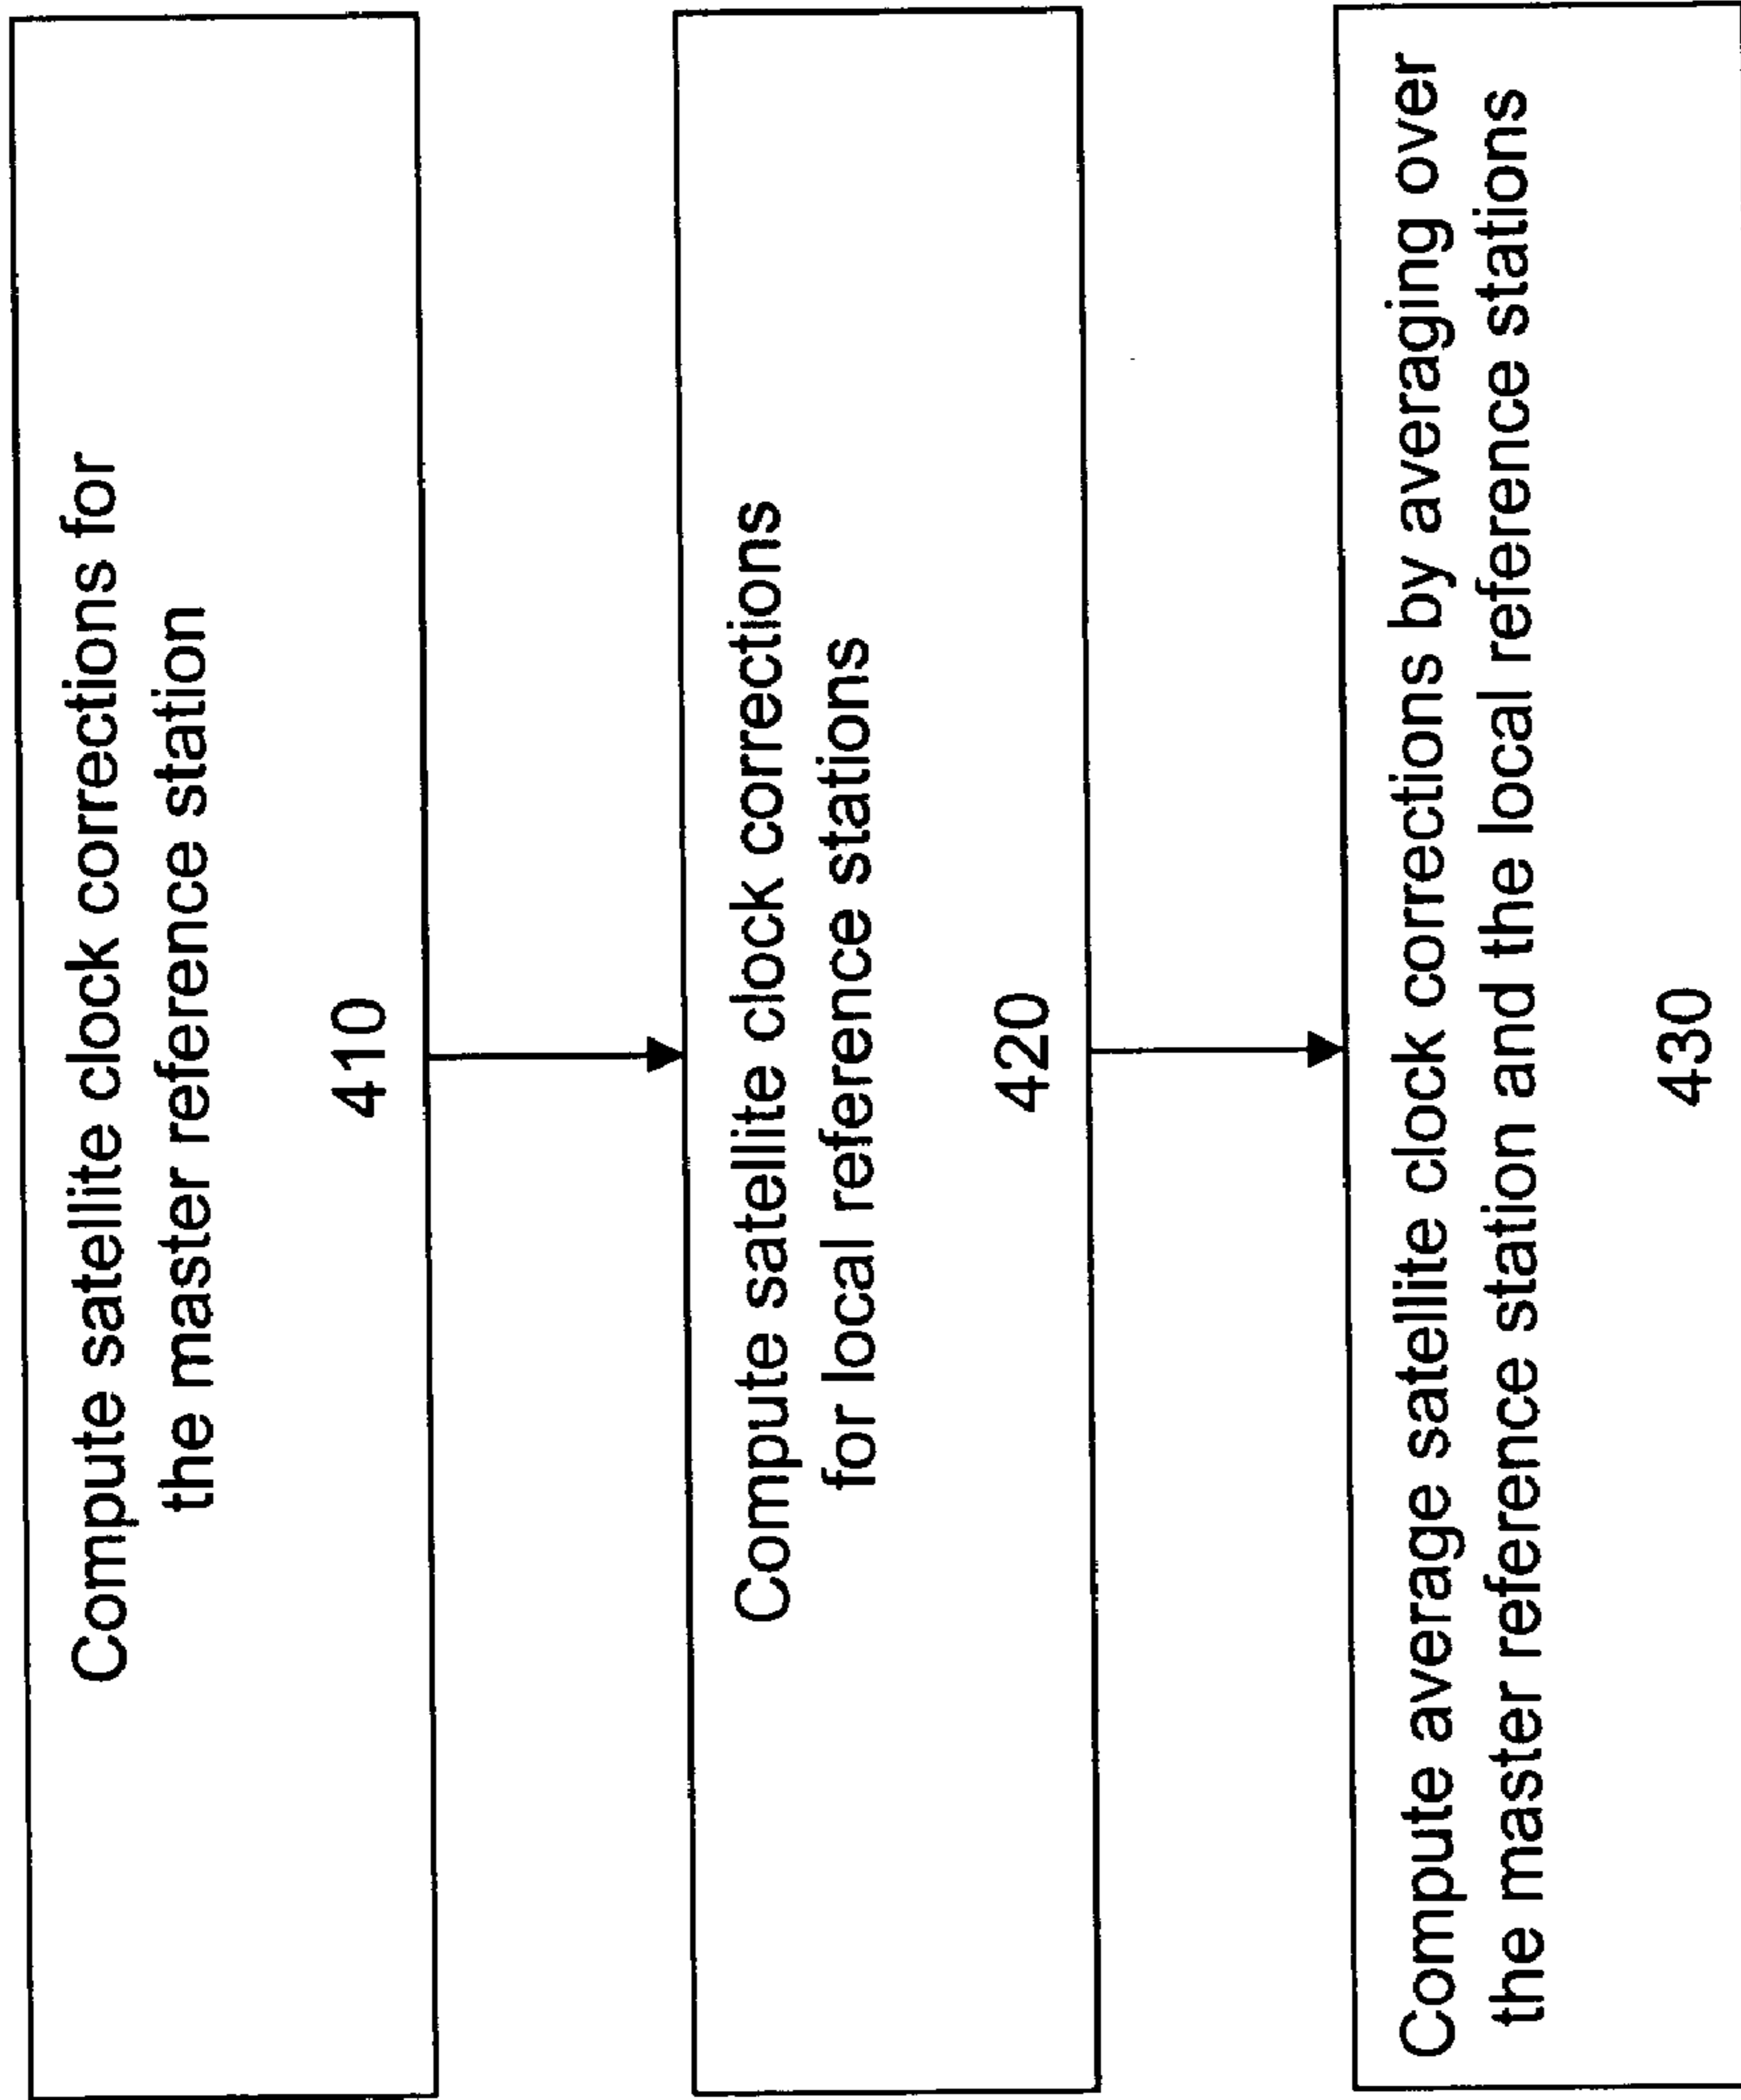 Compute satellite clock corrections for
the master reference station
410
Compute satellite clock corrections
for local reference stations
420
Compute average satellite clock corrections by averaging over
the master reference station and the local reference stations
430